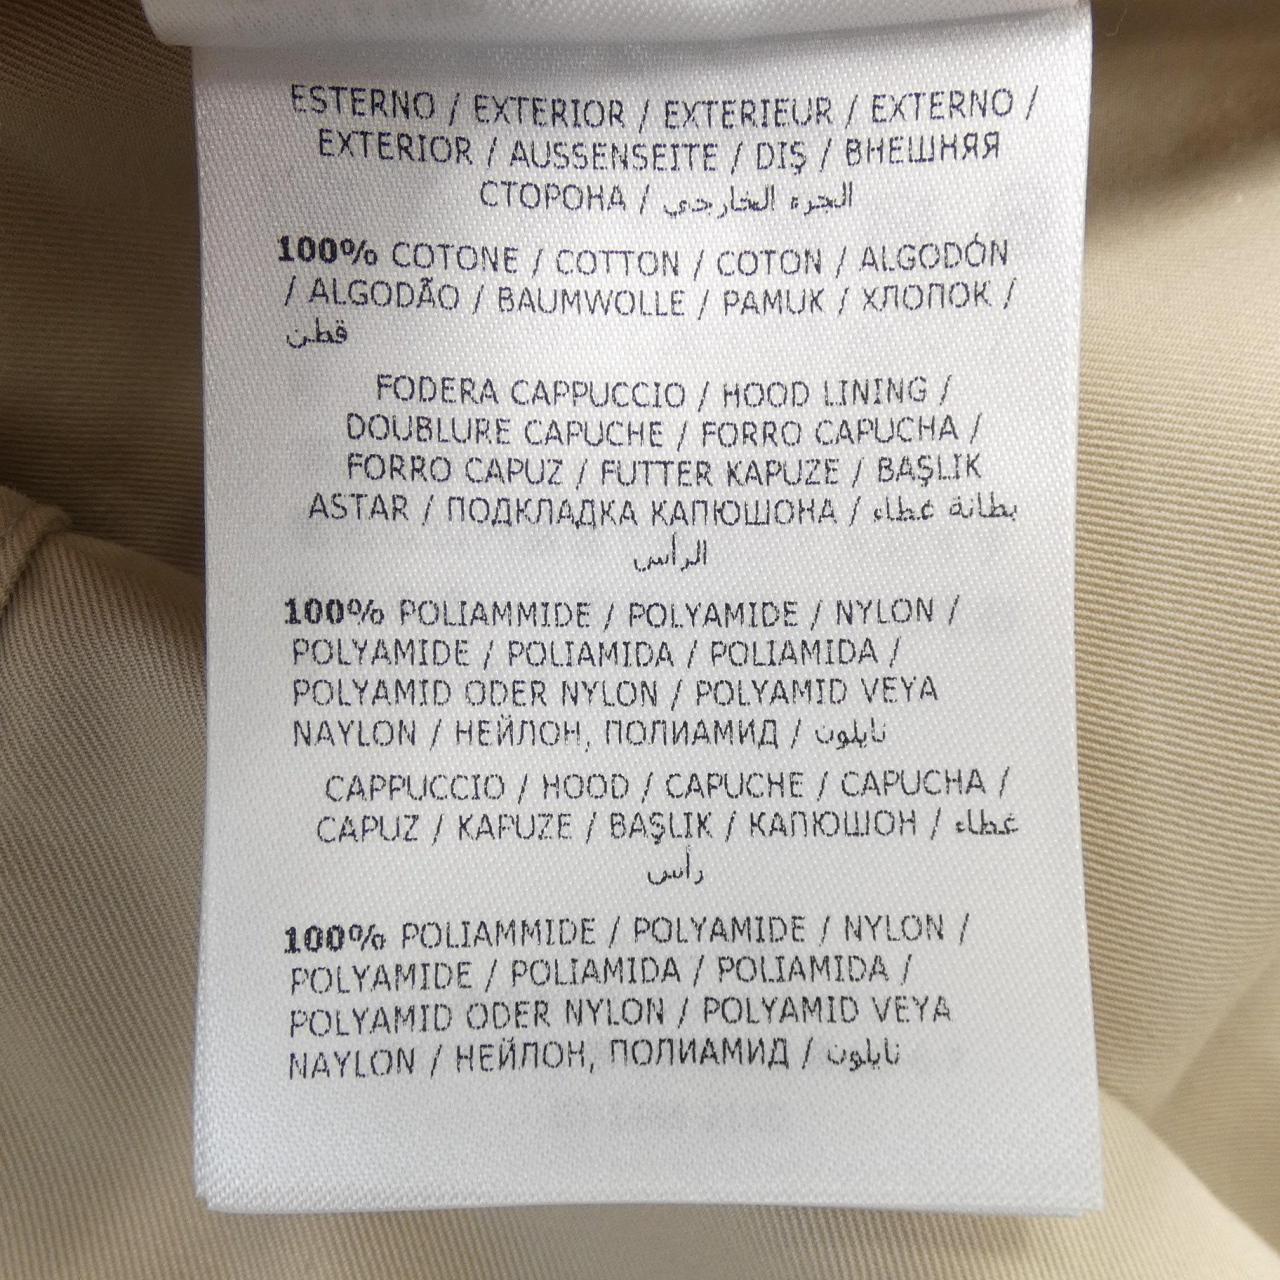 ESTERNO / EXTERIOR / EXTERIEUR / EXTERNO /
EXTERIOR / AUSSENSEITE / DIŞ / ВНЕШНЯЯ
СТОРОНА / الجزء الخارجي
100% COTONE / COTTON / COTON / ALGODÓN
/ ALGODÃO / BAUMWOLLE / PAMUK / ХЛОПОК /
قطن
FODERA CAPPUCCIO / HOOD LINING /
DOUBLURE CAPUCHE / FORRO CAPUCHA /
FORRO CAPUZ / FUTTER KAPUZE / BAŞLIK
ASTAR / ПОДКЛАДКА КАПЮШОНА / بطانة غطاء
الرأس
100% POLIAMMIDE / POLYAMIDE / NYLON /
POLYAMIDE / POLIAMIDA / POLIAMIDA /
POLYAMID ODER NYLON / POLYAMID VEYA
NAYLON / НЕЙЛОН, ПОЛИАМИД / نايلون
CAPPUCCIO / HOOD / CAPUCHE / CAPUCHA /
CAPUZ / KAPUZE / BAŞLIK / КАПЮШОН / غطاء
رأس
100% POLIAMMIDE / POLYAMIDE / NYLON /
POLYAMIDE / POLIAMIDA / POLIAMIDA /
POLYAMID ODER NYLON / POLYAMID VEYA
NAYLON / НЕЙЛОН, ПОЛИАМИД / نايلون